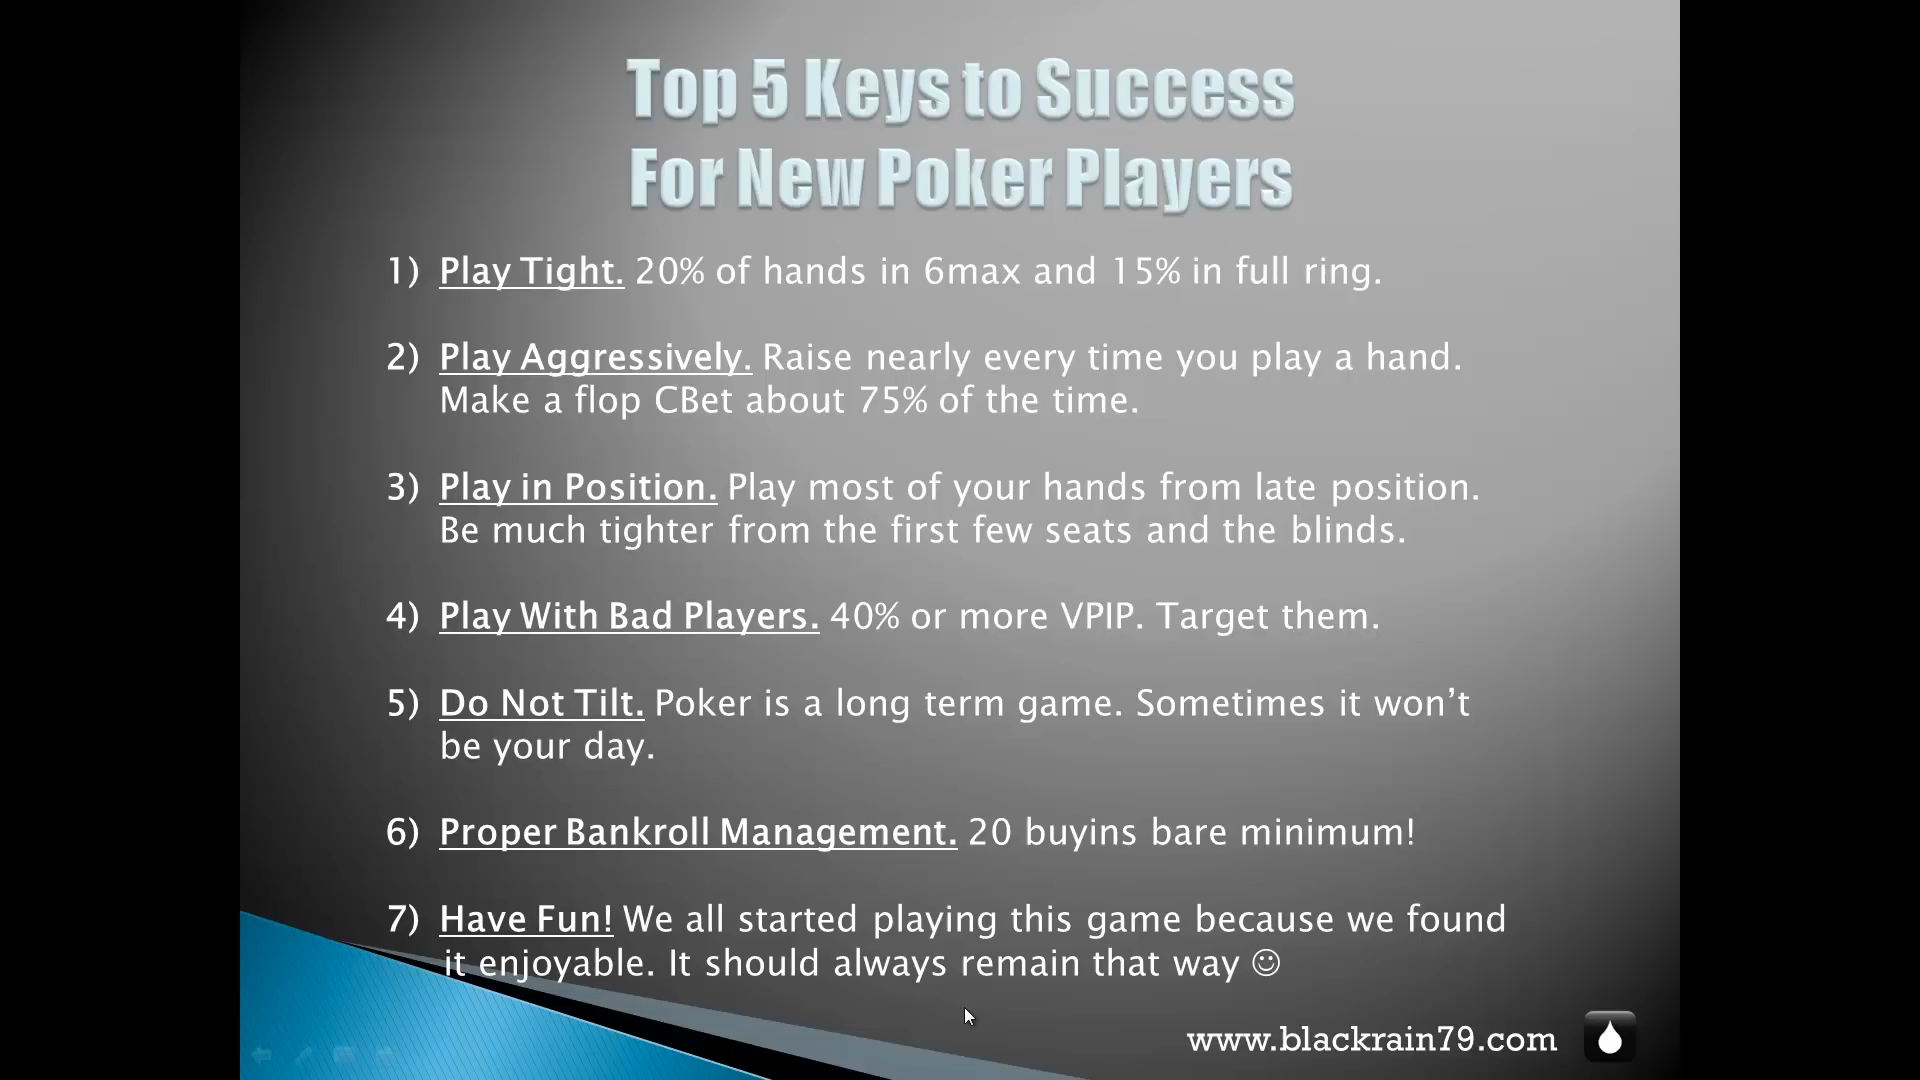 Top 5 Keys to Success
For New Poker Players
1) Play Tight. 20% of hands in 6max and 15% in full ring.
2) Play Aggressively. Raise nearly every time you play a hand.
Make a flop CBet about 75% of the time.
3) Play in Position. Play most of your hands from late position.
Be much tighter from the first few seats and the blinds.
4) Play With Bad Players. 40% or more VPIP. Target them.
5) Do Not Tilt. Poker is a long term game. Sometimes it won’t
be your day.
6) Proper Bankroll Management. 20 buyins bare minimum!
7) Have Fun! We all started playing this game because we found
it enjoyable. It should always remain that way ☺
www.blackrain79.com